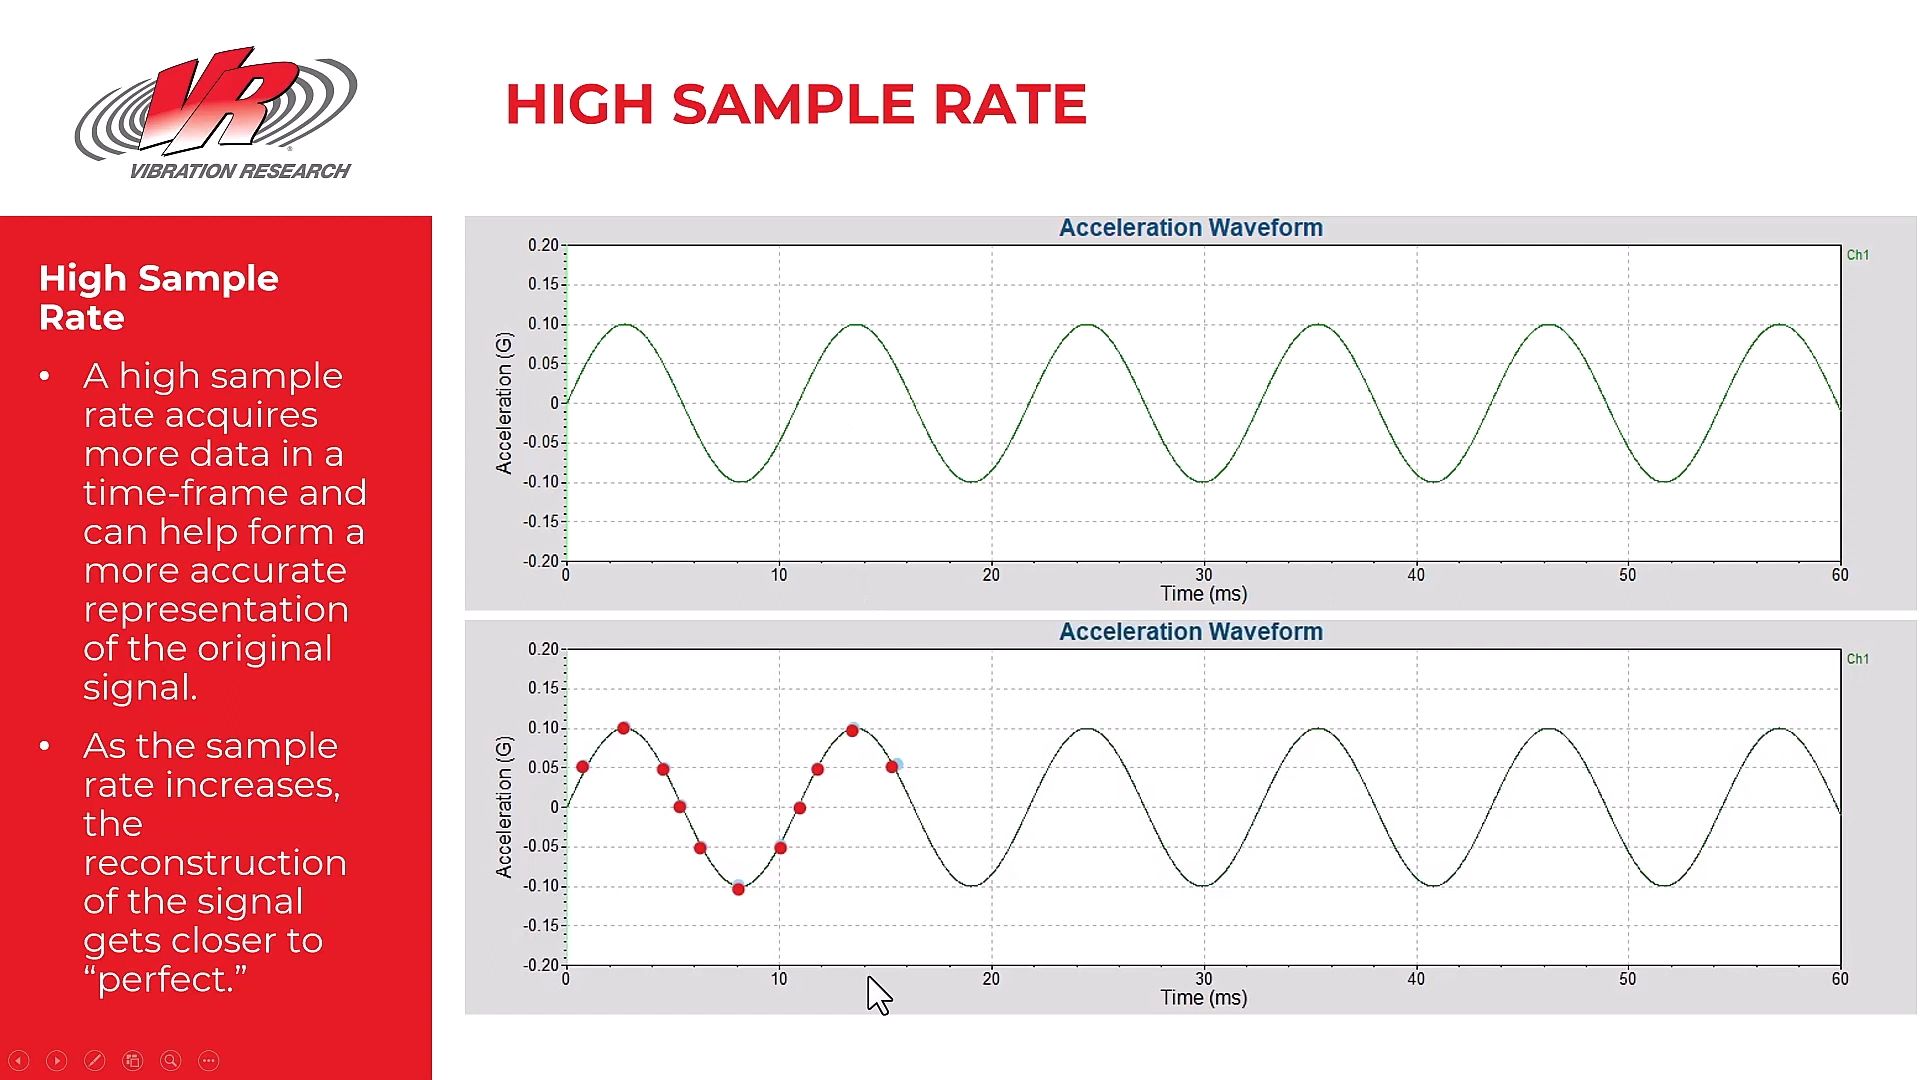 VR
VIBRATION RESEARCH
HIGH SAMPLE RATE
High Sample
Rate
• A high sample
rate acquires
more data in a
time-frame and
can help form a
more accurate
representation
of the original
signal.
• As the sample
rate increases,
the
reconstruction
of the signal
gets closer to
“perfect.”
Acceleration Waveform
Ch1
Acceleration (G)
0.20
0.15
0.10
0.05
0
-0.05
-0.10
-0.15
-0.20
0 10 20 30 40 50 60
Time (ms)
Acceleration Waveform
Ch1
Acceleration (G)
0.20
0.15
0.10
0.05
0
-0.05
-0.10
-0.15
-0.20
0 10 20 30 40 50 60
Time (ms)